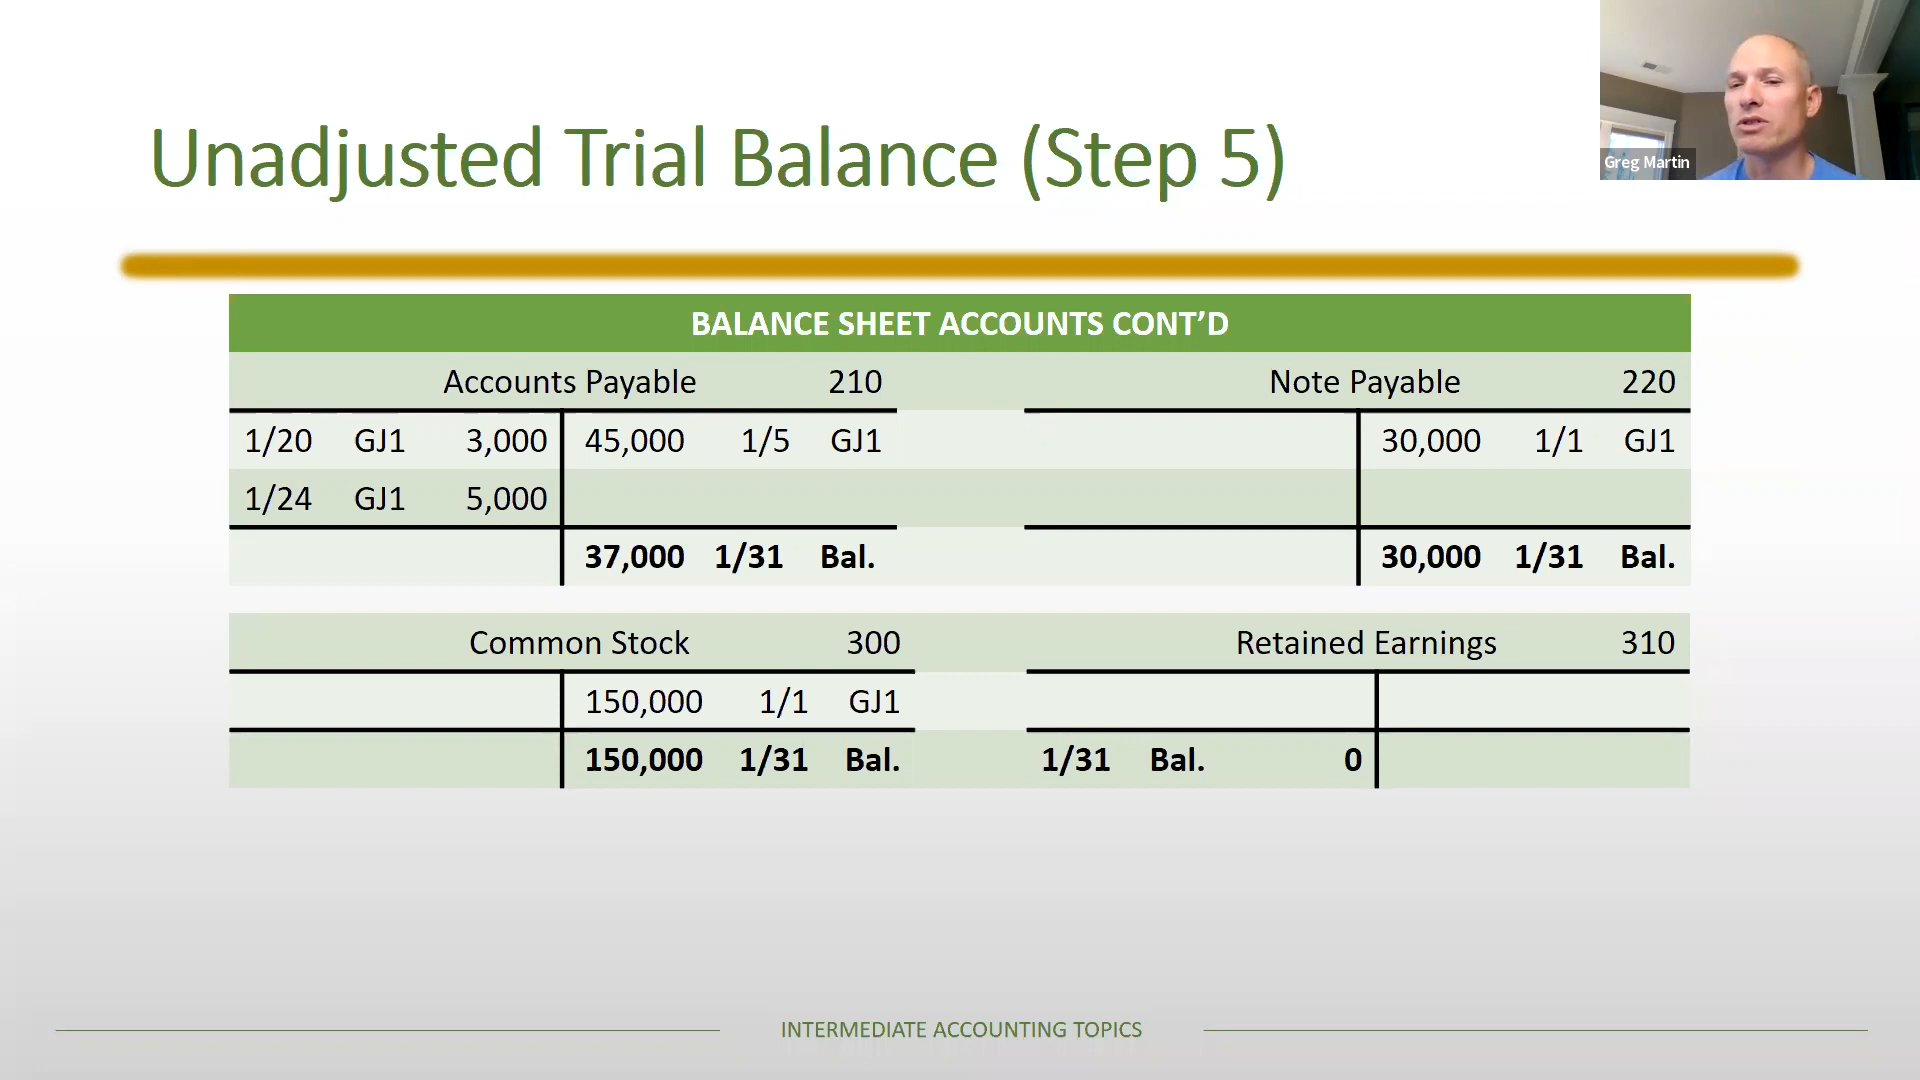 Unadjusted Trial Balance (Step 5)
Greg Martin
BALANCE SHEET ACCOUNTS CONT’D
Accounts Payable 210 Note Payable 220
1/20 GJ1 3,000 45,000 1/5 GJ1 30,000 1/1 GJ1
1/24 GJ1 5,000
37,000 1/31 Bal. 30,000 1/31 Bal.
Common Stock 300 Retained Earnings 310
150,000 1/1 GJ1
150,000 1/31 Bal. 1/31 Bal. 0
INTERMEDIATE ACCOUNTING TOPICS